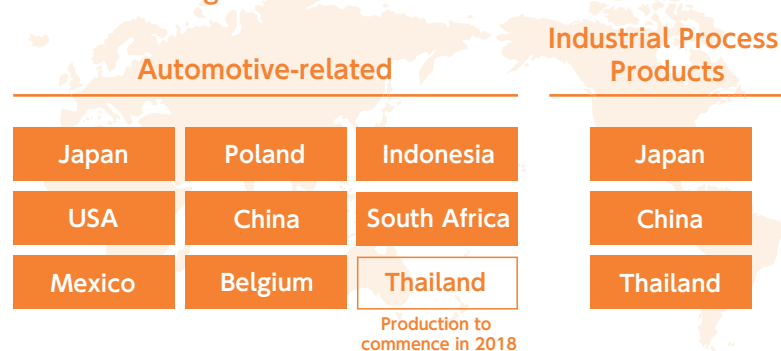 Industrial Process
Products
Automotive-related
Japan Poland Indonesia Japan
USA China South Africa China
Mexico Belgium Thailand Thailand
Production to
commence in 2018